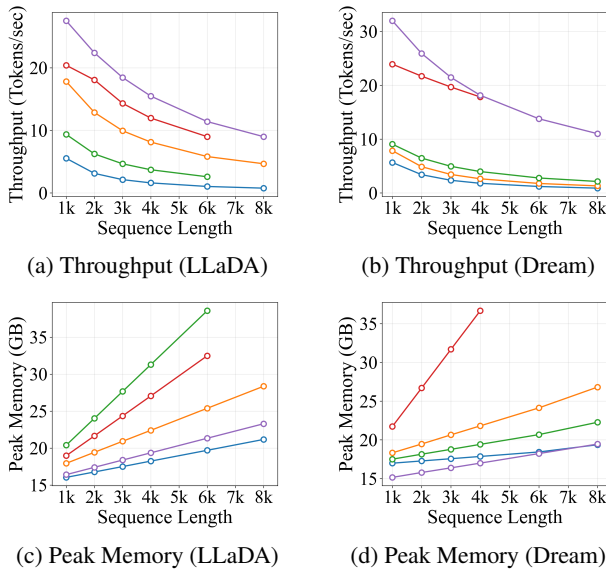 Throughput (Tokens/sec)
20
10
0
1k 2k 3k 4k 5k 6k 7k 8k
Sequence Length
(a) Throughput (LLaDA)
Throughput (Tokens/sec)
30
20
10
0
1k 2k 3k 4k 5k 6k 7k 8k
Sequence Length
(b) Throughput (Dream)
Peak Memory (GB)
35
30
25
20
15
1k 2k 3k 4k 5k 6k 7k 8k
Sequence Length
(c) Peak Memory (LLaDA)
Peak Memory (GB)
35
30
25
20
15
1k 2k 3k 4k 5k 6k 7k 8k
Sequence Length
(d) Peak Memory (Dream)